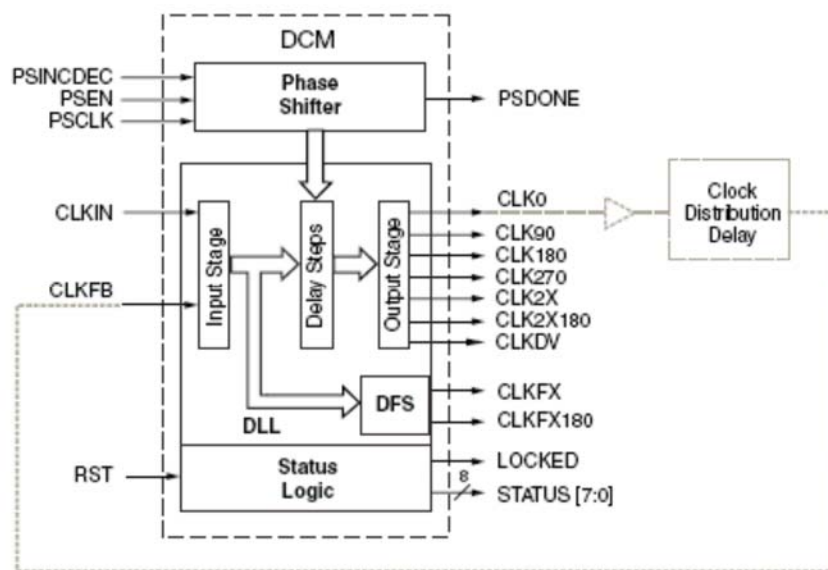 DCM
PSINCDEC
PSEN
PSCLK
Phase
Shifter
PSDONE
CLKIN
CLKFB
Input Stage
Delay Steps
Output Stage
CLK0
CLK90
CLK180
CLK270
CLK2X
CLK2X180
CLKDV
Clock
Distribution
Delay
DFS
DLL
CLKFX
CLKFX180
RST
Status
Logic
LOCKED
8
STATUS [7:0]